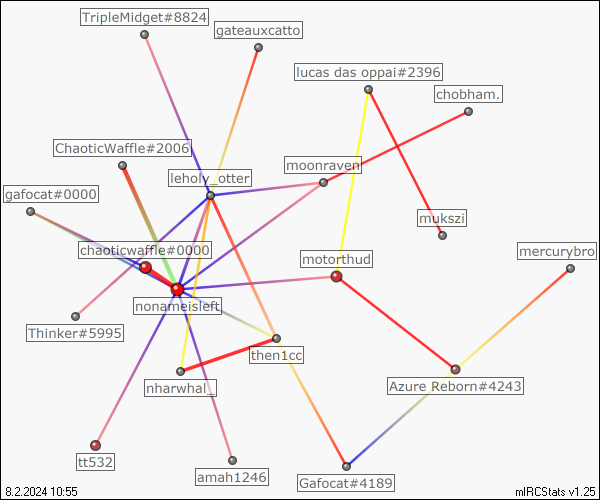 TripleMidget#8824
gateauxcatto
lucas das oppai#2396
chobham.
ChaoticWaffle#2006
moonraven
leholy_otter
gafocat#0000
mukszi
chaoticwaffle#0000
motorthud
mercurybro
nonameisleft
Thinker#5995
then1cc
nharwhal_
Azure Reborn#4243
tt532
amah1246
Gafocat#4189
8.2.2024 10:55
mIRCStats v1.25